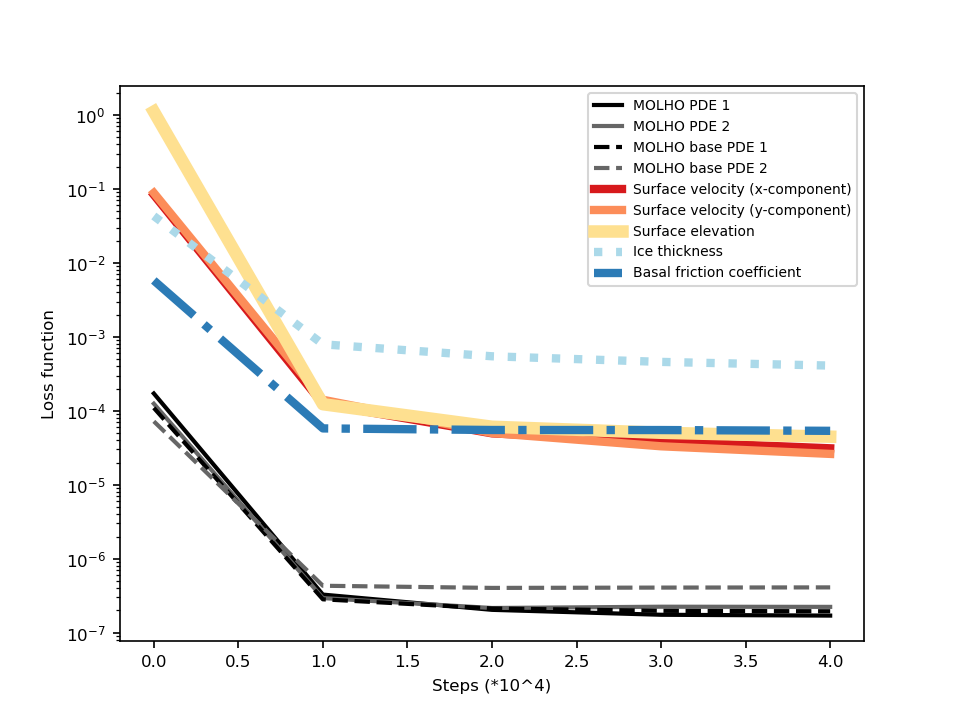 10⁰
10⁻¹
10⁻²
10⁻³
10⁻⁴
10⁻⁵
10⁻⁶
10⁻⁷
Loss function
MOLHO PDE 1
MOLHO PDE 2
MOLHO base PDE 1
MOLHO base PDE 2
Surface velocity (x-component)
Surface velocity (y-component)
Surface elevation
Ice thickness
Basal friction coefficient
0.0 0.5 1.0 1.5 2.0 2.5 3.0 3.5 4.0
Steps (*10^4)